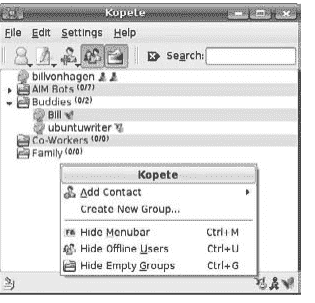 Kopete
File Edit Settings Help
Search:
billvonhagen
AIM Bots (0/7)
Buddies (0/2)
Bill
ubuntuwriter
Co-Workers (0/0)
Family (0/0)
Kopete
Add Contact
Create New Group...
Hide Menubar Ctrl+M
Hide Offline Users Ctrl+U
Hide Empty Groups Ctrl+G